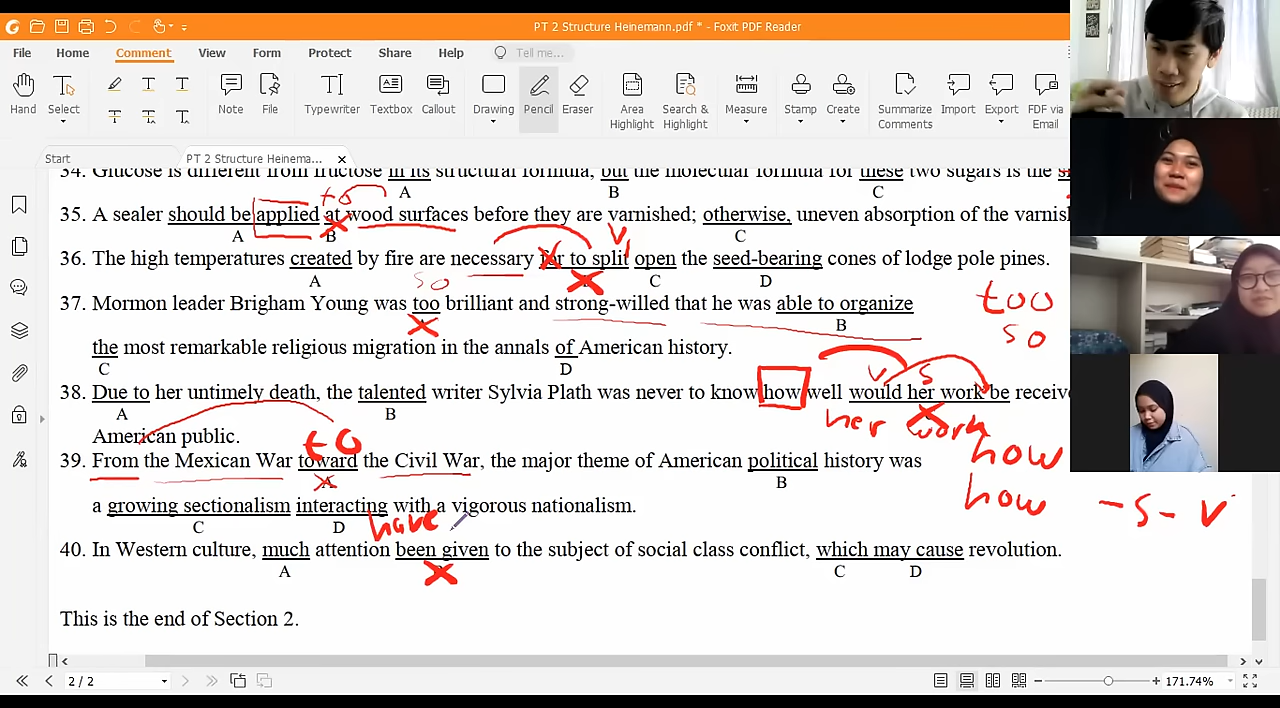 PT 2 Structure Heinemann.pdf * - Foxit PDF Reader
File Home Comment View Form Protect Share Help Tell me...
Hand Select Note File Typewriter Textbox Callout Drawing Pencil Eraser Area Highlight Search & Highlight Measure Stamp Create Summarize Comments Import Export FDF via Email
Start PT 2 Structure Heinema...
34. Glucose is different from fructose in its structural formula, but the molecular formula for these two sugars is the
A B C
to
35. A sealer should be applied at wood surfaces before they are varnished; otherwise, uneven absorption of the varnis
A B C
V
36. The high temperatures created by fire are necessary for to split open the seed-bearing cones of lodge pole pines.
A C D
so
too
37. Mormon leader Brigham Young was too brilliant and strong-willed that he was able to organize
B
so
the most remarkable religious migration in the annals of American history.
C D
V S
38. Due to her untimely death, the talented writer Sylvia Plath was never to know how well would her work be receive
A B
her work
American public.
to
how
39. From the Mexican War toward the Civil War, the major theme of American political history was
A B
how - S - V
a growing sectionalism interacting with a vigorous nationalism.
C D
have
40. In Western culture, much attention been given to the subject of social class conflict, which may cause revolution.
A C D
This is the end of Section 2.
2 / 2 171.74%